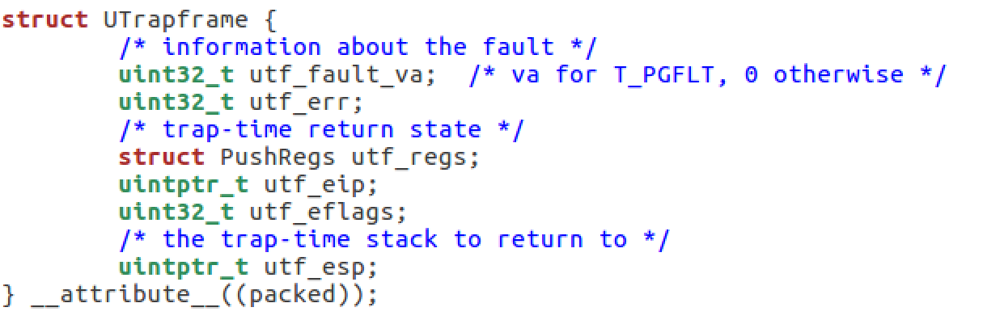 struct UTrapframe {
        /* information about the fault */
        uint32_t utf_fault_va;  /* va for T_PGFLT, 0 otherwise */
        uint32_t utf_err;
        /* trap-time return state */
        struct PushRegs utf_regs;
        uintptr_t utf_eip;
        uint32_t utf_eflags;
        /* the trap-time stack to return to */
        uintptr_t utf_esp;
} __attribute__((packed));